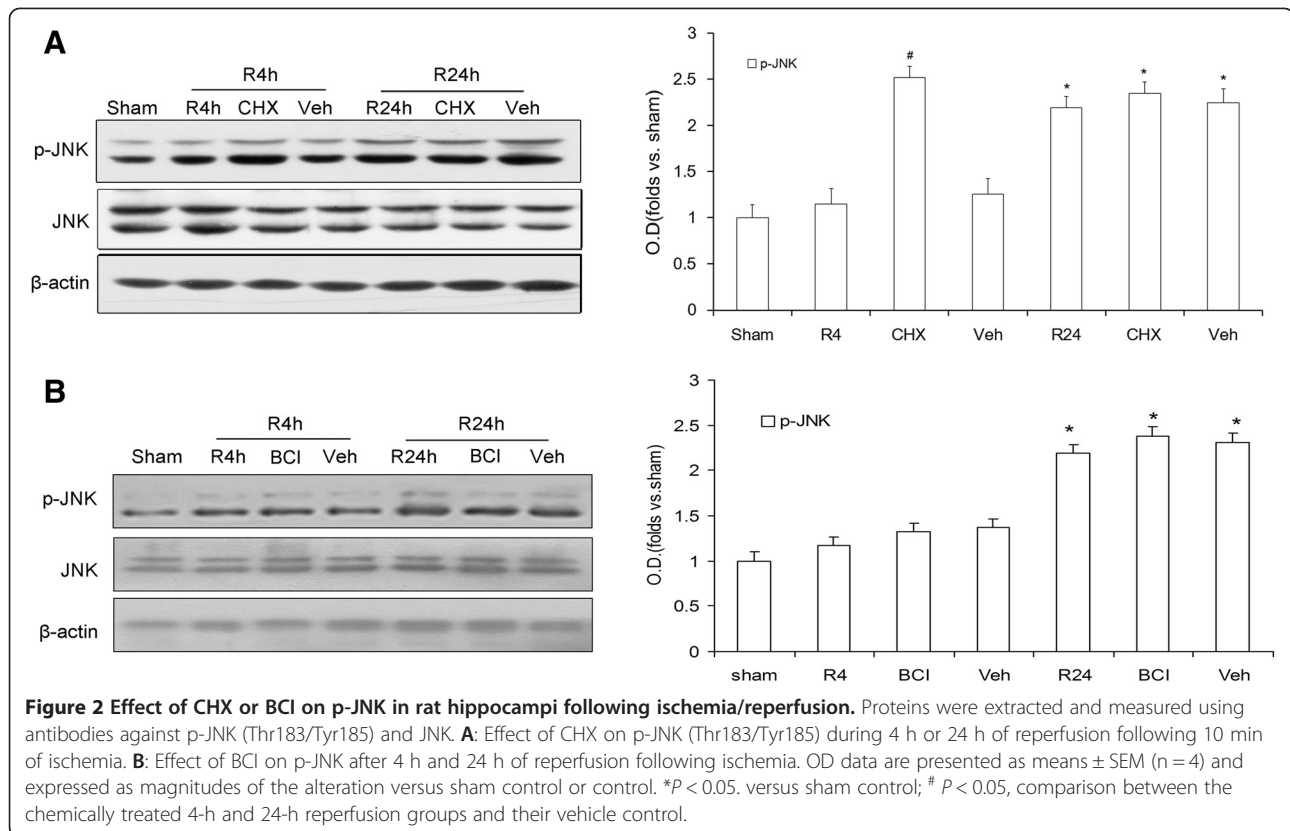 A
R4h
R24h
Sham
R4h
CHX
Veh
R24h
CHX
Veh
p-JNK
JNK
β-actin
3
2.5
2
1.5
1
0.5
0
O.D(folds vs. sham)
p-JNK
#
*
*
*
Sham
R4
CHX
Veh
R24
CHX
Veh
B
R4h
R24h
Sham
R4h
BCI
Veh
R24h
BCI
Veh
p-JNK
JNK
β-actin
3
2.5
2
1.5
1
0.5
0
O.D.(folds vs.sham)
p-JNK
*
*
*
sham
R4
BCI
Veh
R24
BCI
Veh
Figure 2 Effect of CHX or BCI on p-JNK in rat hippocampi following ischemia/reperfusion. Proteins were extracted and measured using
antibodies against p-JNK (Thr183/Tyr185) and JNK. A: Effect of CHX on p-JNK (Thr183/Tyr185) during 4 h or 24 h of reperfusion following 10 min
of ischemia. B: Effect of BCI on p-JNK after 4 h and 24 h of reperfusion following ischemia. OD data are presented as means ± SEM (n = 4) and
expressed as magnitudes of the alteration versus sham control or control. *P < 0.05. versus sham control; # P < 0.05, comparison between the
chemically treated 4-h and 24-h reperfusion groups and their vehicle control.